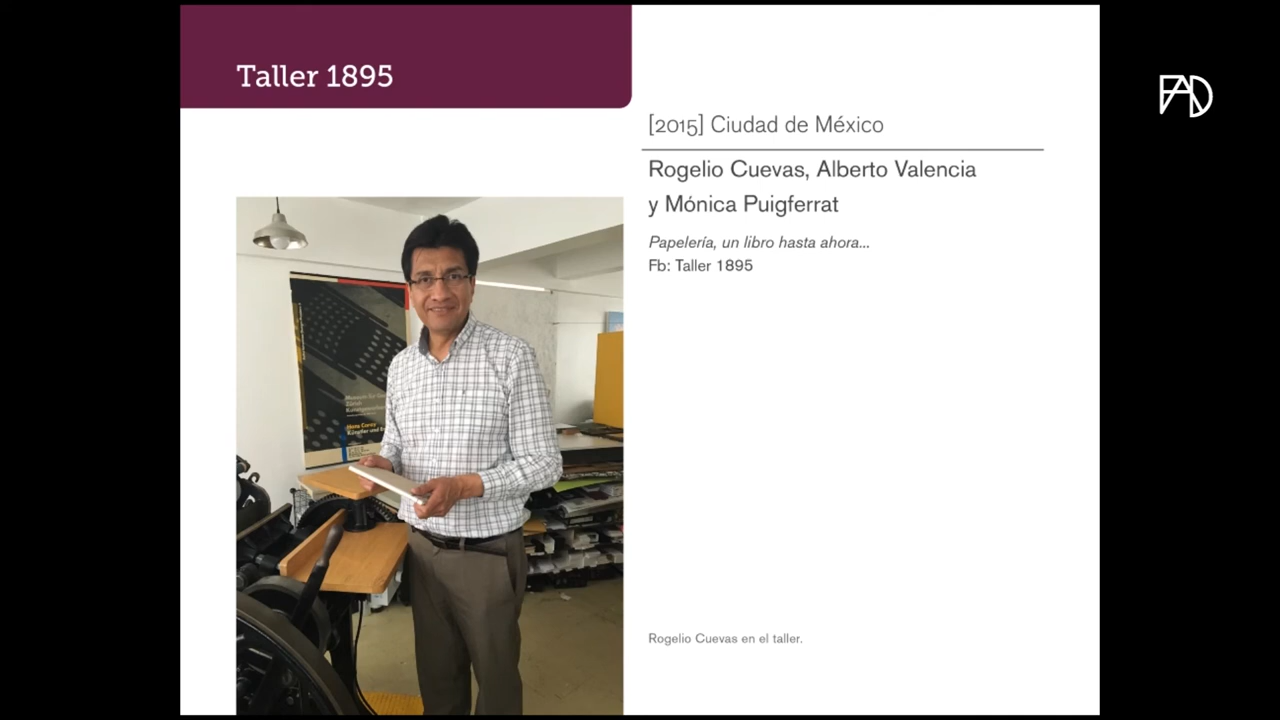 Taller 1895
FAD
[2015] Ciudad de México
Rogelio Cuevas, Alberto Valencia
y Mónica Puigferrat
Papelería, un libro hasta ahora...
Fb: Taller 1895
Rogelio Cuevas en el taller.